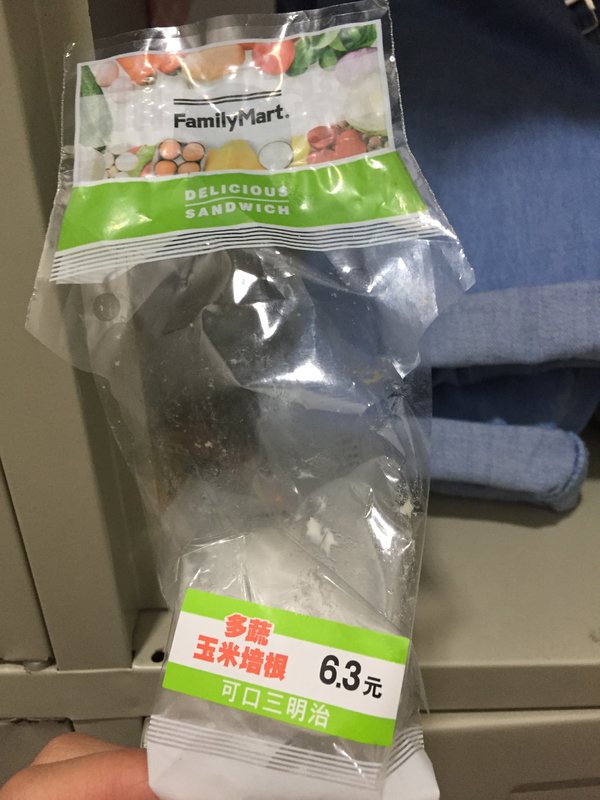 FamilyMart.
DELICIOUS
SANDWICH
多蔬
玉米培根
6.3元
可口三明治